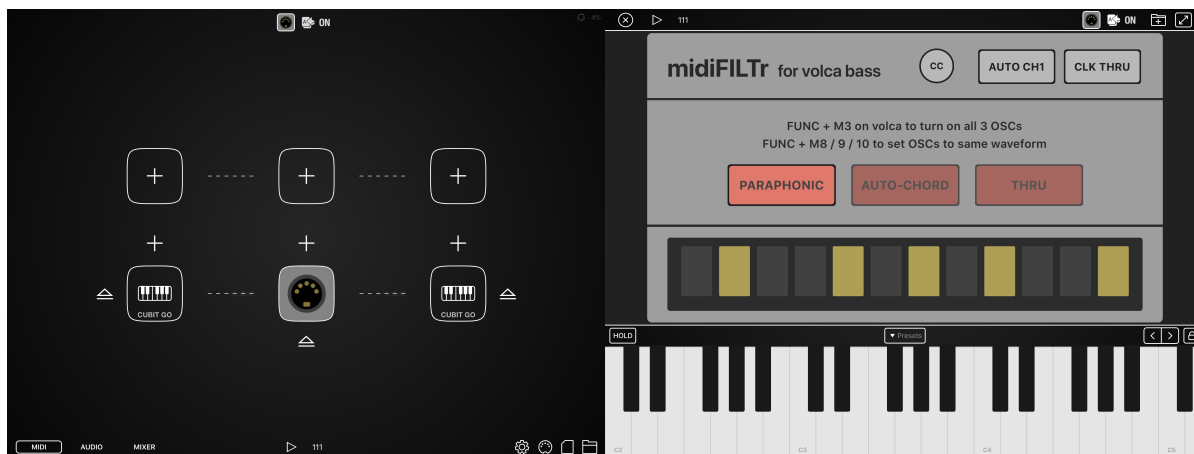 ON
4%
CUBIT GO
CUBIT GO
MIDI
AUDIO
MIXER
111
111
ON
midiFILTr for volca bass
CC
AUTO CH1
CLK THRU
FUNC + M3 on volca to turn on all 3 OSCs
FUNC + M8 / 9 / 10 to set OSCs to same waveform
PARAPHONIC
AUTO-CHORD
THRU
HOLD
Presets
C2
C3
C4
C5